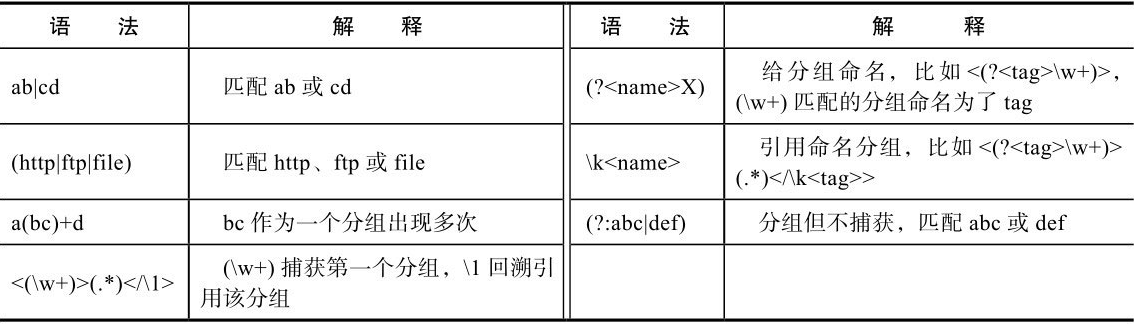 语 法 解 释 语 法 解 释
ab|cd 匹配 ab 或 cd (?<name>X) 给分组命名，比如 <(?<tag>\w+)>，
(\w+) 匹配的分组命名为了 tag
(http|ftp|file) 匹配 http、ftp 或 file \k<name> 引用命名分组，比如 <(?<tag>\w+)>
(.*)</\k<tag>>
a(bc)+d bc 作为一个分组出现多次 (?:abc|def) 分组但不捕获，匹配 abc 或 def
<(\w+)>(.*)</\1> (\w+) 捕获第一个分组，\1 回溯引
用该分组